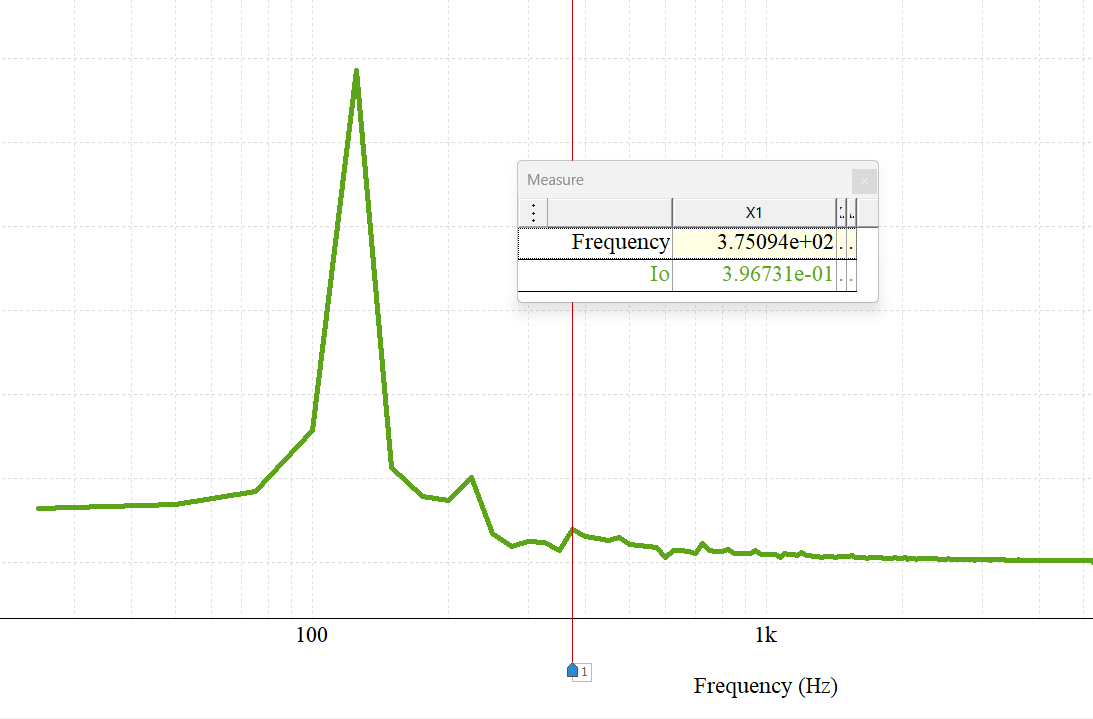 Measure
X1
Frequency 3.75094e+02 . .
Io 3.96731e-01 . .
100 1k
1
Frequency (Hz)